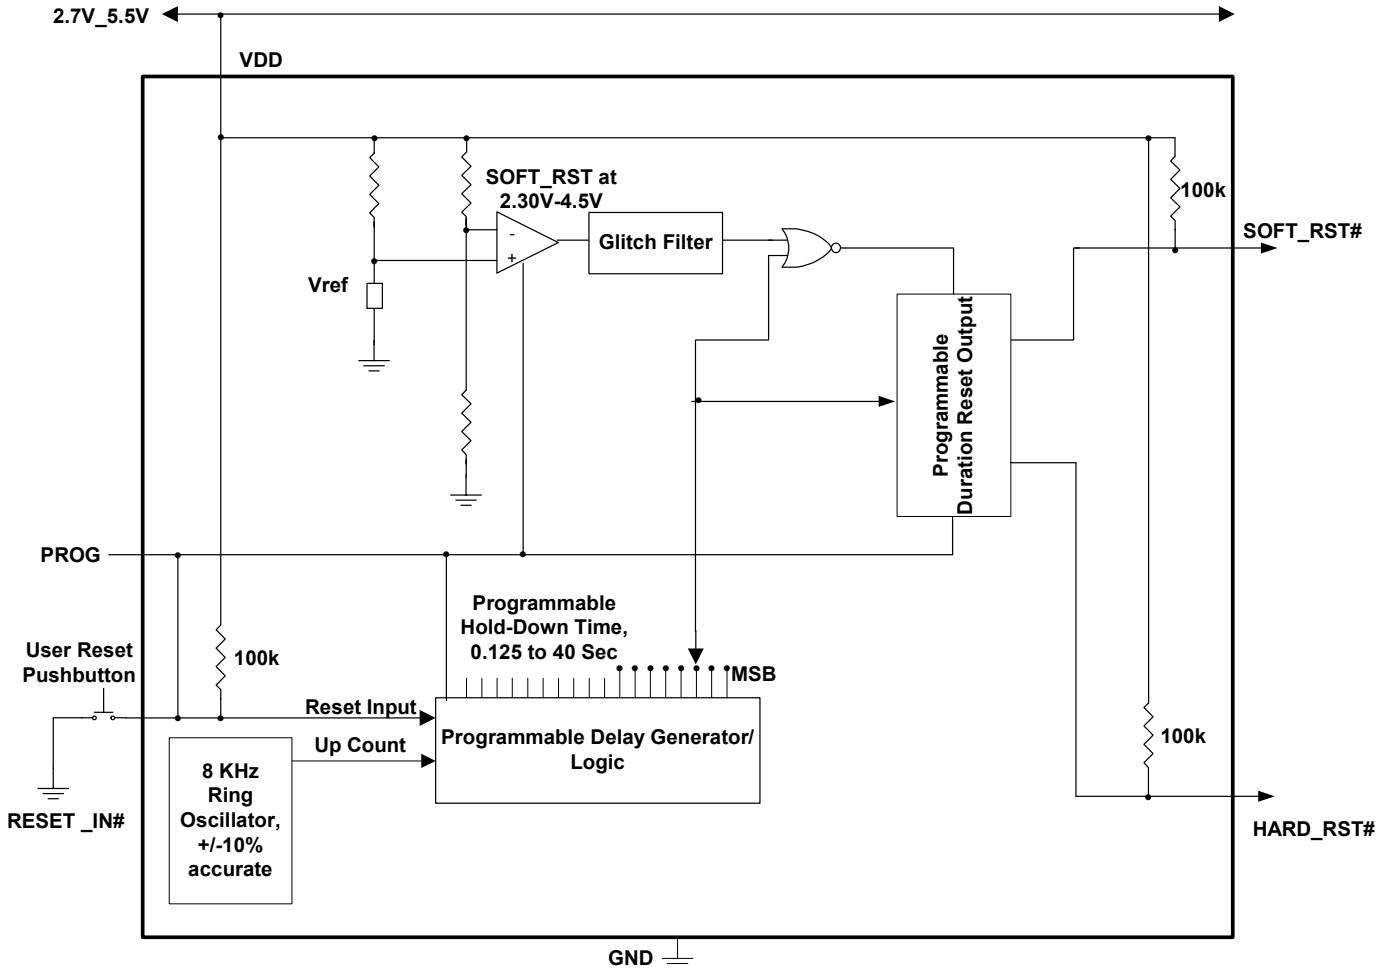 2.7V_5.5V
VDD
SOFT_RST at
2.30V-4.5V
-
+
Glitch Filter
100k
SOFT_RST#
Vref
Programmable
Duration Reset Output
PROG
Programmable
Hold-Down Time,
0.125 to 40 Sec
MSB
User Reset
Pushbutton
100k
Reset Input
Up Count
Programmable Delay Generator/
Logic
100k
8 KHz
Ring
Oscillator,
+/-10%
accurate
RESET _IN#
HARD_RST#
GND